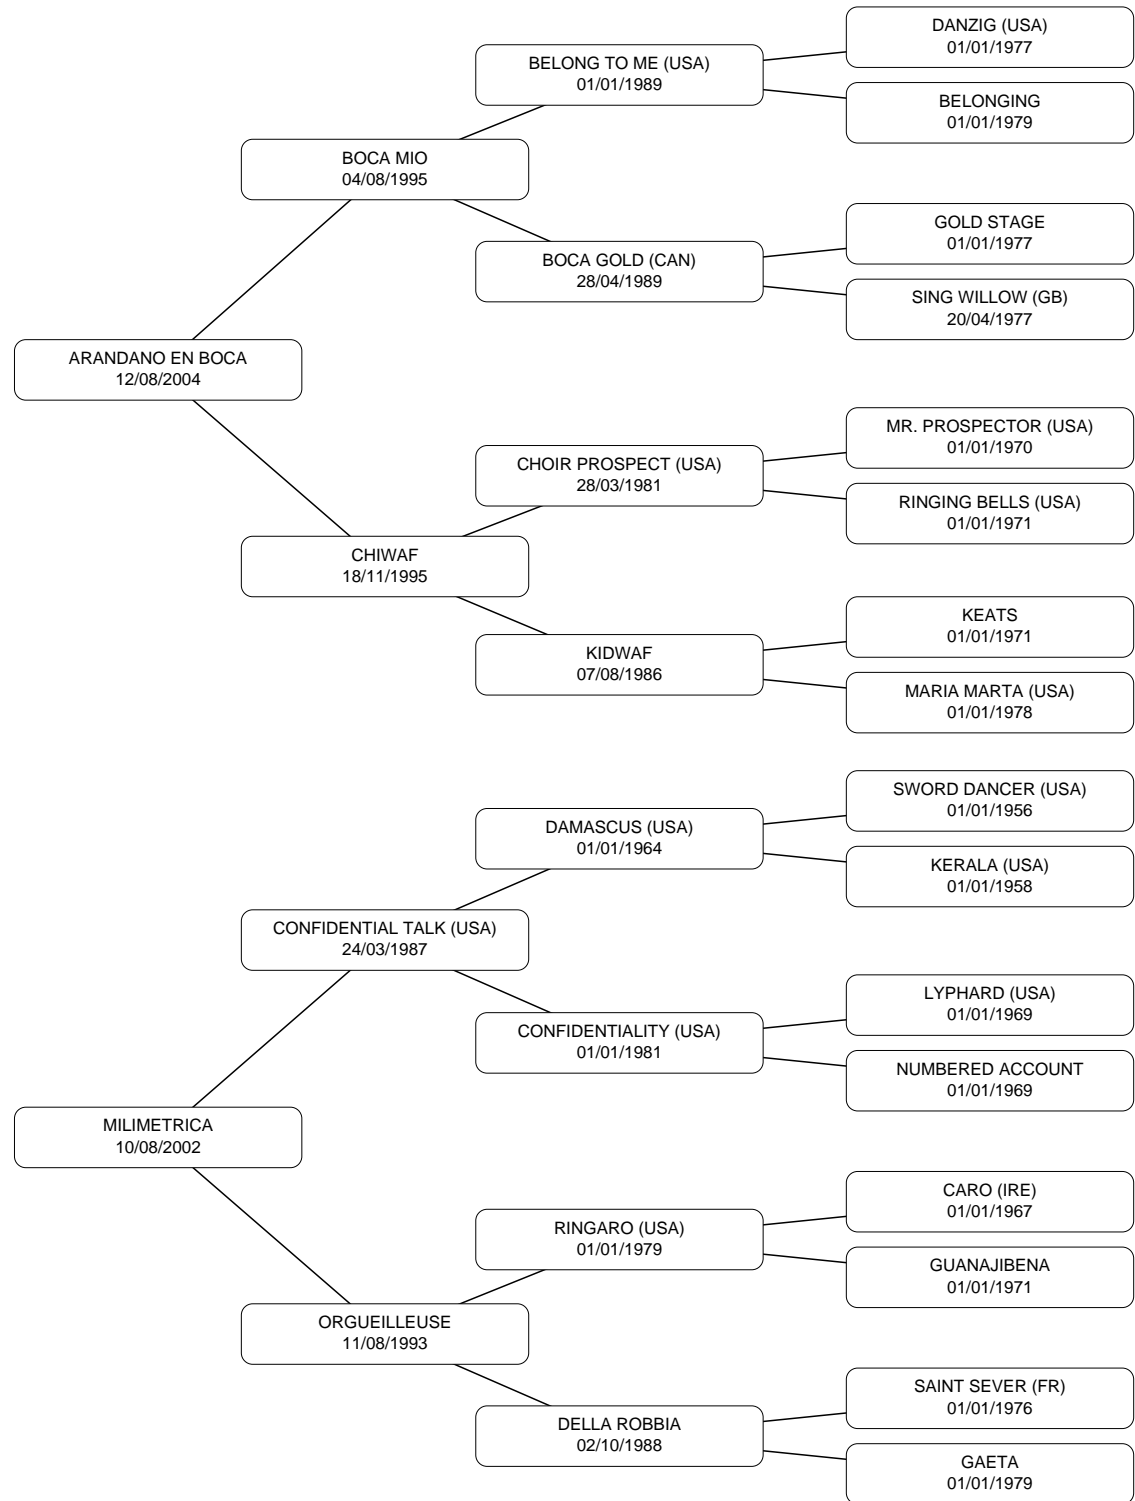 DANZIG (USA)
01/01/1977
BELONG TO ME (USA)
01/01/1989
BELONGING
01/01/1979
BOCA MIO
04/08/1995
GOLD STAGE
01/01/1977
BOCA GOLD (CAN)
28/04/1989
SING WILLOW (GB)
20/04/1977
ARANDANO EN BOCA
12/08/2004
MR. PROSPECTOR (USA)
01/01/1970
CHOIR PROSPECT (USA)
28/03/1981
RINGING BELLS (USA)
01/01/1971
CHIWAF
18/11/1995
KEATS
01/01/1971
KIDWAF
07/08/1986
MARIA MARTA (USA)
01/01/1978
SWORD DANCER (USA)
01/01/1956
DAMASCUS (USA)
01/01/1964
KERALA (USA)
01/01/1958
CONFIDENTIAL TALK (USA)
24/03/1987
LYPHARD (USA)
01/01/1969
CONFIDENTIALITY (USA)
01/01/1981
NUMBERED ACCOUNT
01/01/1969
MILIMETRICA
10/08/2002
CARO (IRE)
01/01/1967
RINGARO (USA)
01/01/1979
GUANAJIBENA
01/01/1971
ORGUEILLEUSE
11/08/1993
SAINT SEVER (FR)
01/01/1976
DELLA ROBBIA
02/10/1988
GAETA
01/01/1979